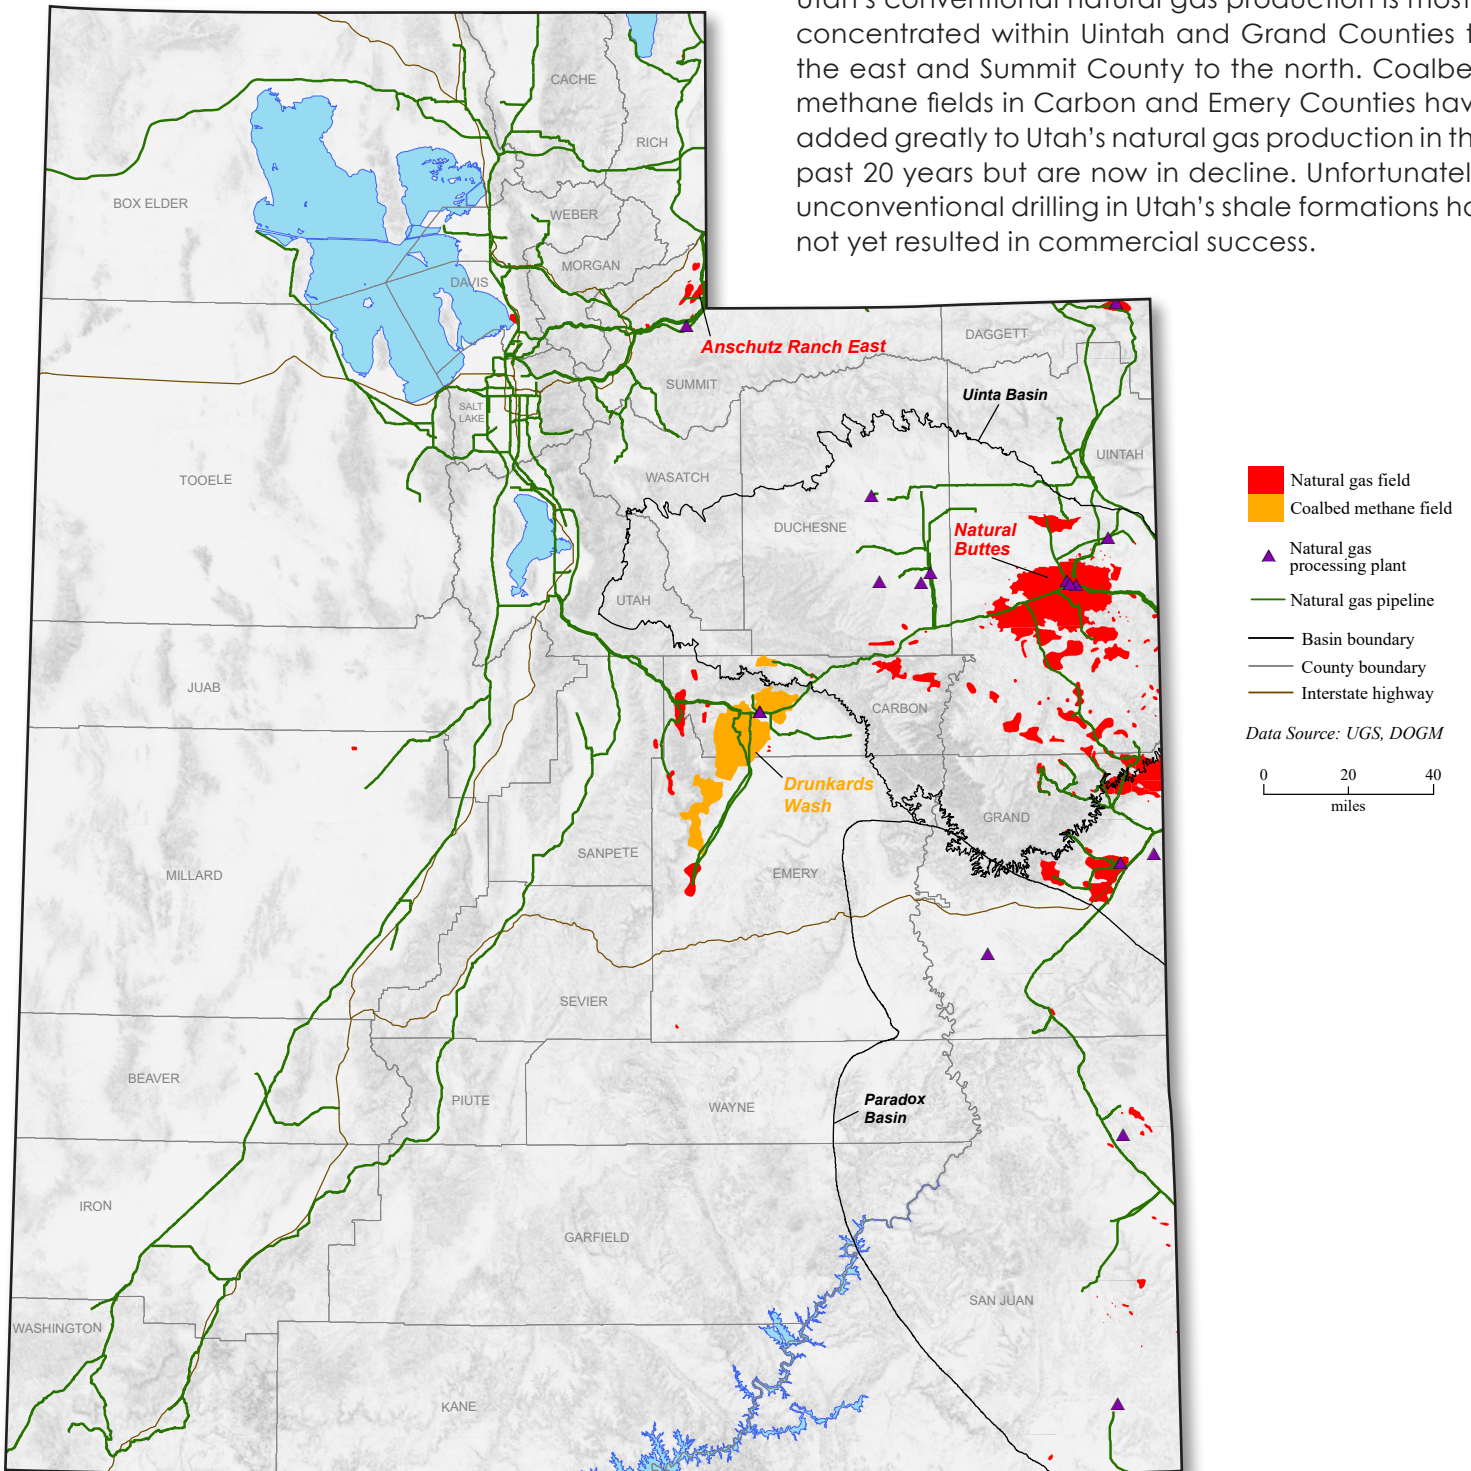 Utah's conventional natural gas production is
concentrated within Uintah and Grand Counties
the east and Summit County to the north.
methane fields in Carbon and Emery Counties
added greatly to Utah's natural gas production in
past 20 years but are now in decline.
unconventional drilling in Utah's shale formations
not yet resulted in commercial success.
CACHE
RICH
BOX ELDER
WEBER
MORGAN
DAVIS
Anschutz Ranch East
DAGGETT
SUMMIT
Uinta Basin
SALT
LAKE
UINTAH
TOOELE
WASATCH
DUCHESNE
Natural
Buttes
UTAH
JUAB
CARBON
Drunkards
Wash
GRAND
SANPETE
MILLARD
EMERY
SEVIER
BEAVER
PIUTE
WAYNE
Paradox
Basin
IRON
GARFIELD
SAN JUAN
WASHINGTON
KANE
Natural gas field
Coalbed methane field
Natural gas
processing plant
Natural gas pipeline
Basin boundary
County boundary
Interstate highway
Data Source: UGS, DOGM
0 20 40
miles